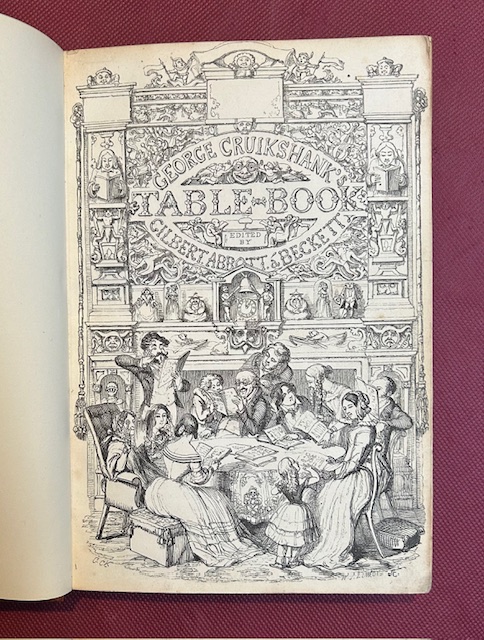 GEORGE CRUIKSHANK'S
TABLE-BOOK
EDITED
BY
GILBERT ABBOTT À BECKETT